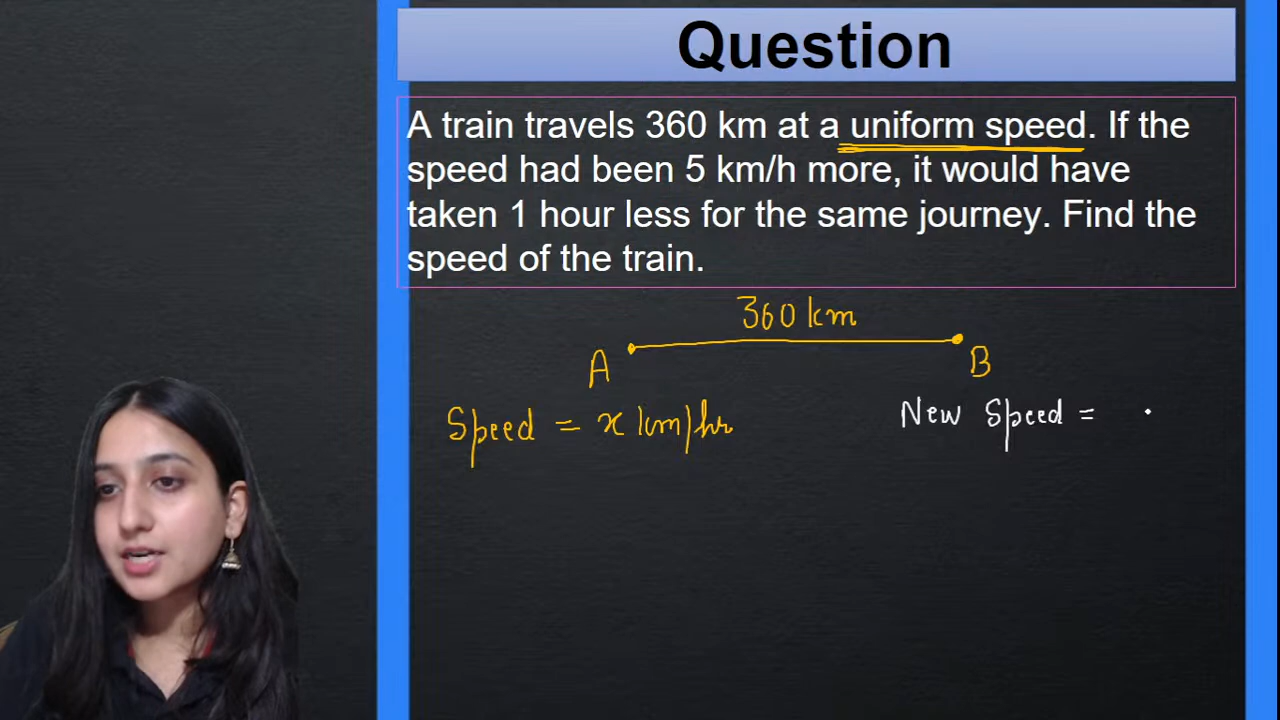 Question
A train travels 360 km at a uniform speed. If the
speed had been 5 km/h more, it would have
taken 1 hour less for the same journey. Find the
speed of the train.
360 km
A B
Speed = x km/hr New Speed =